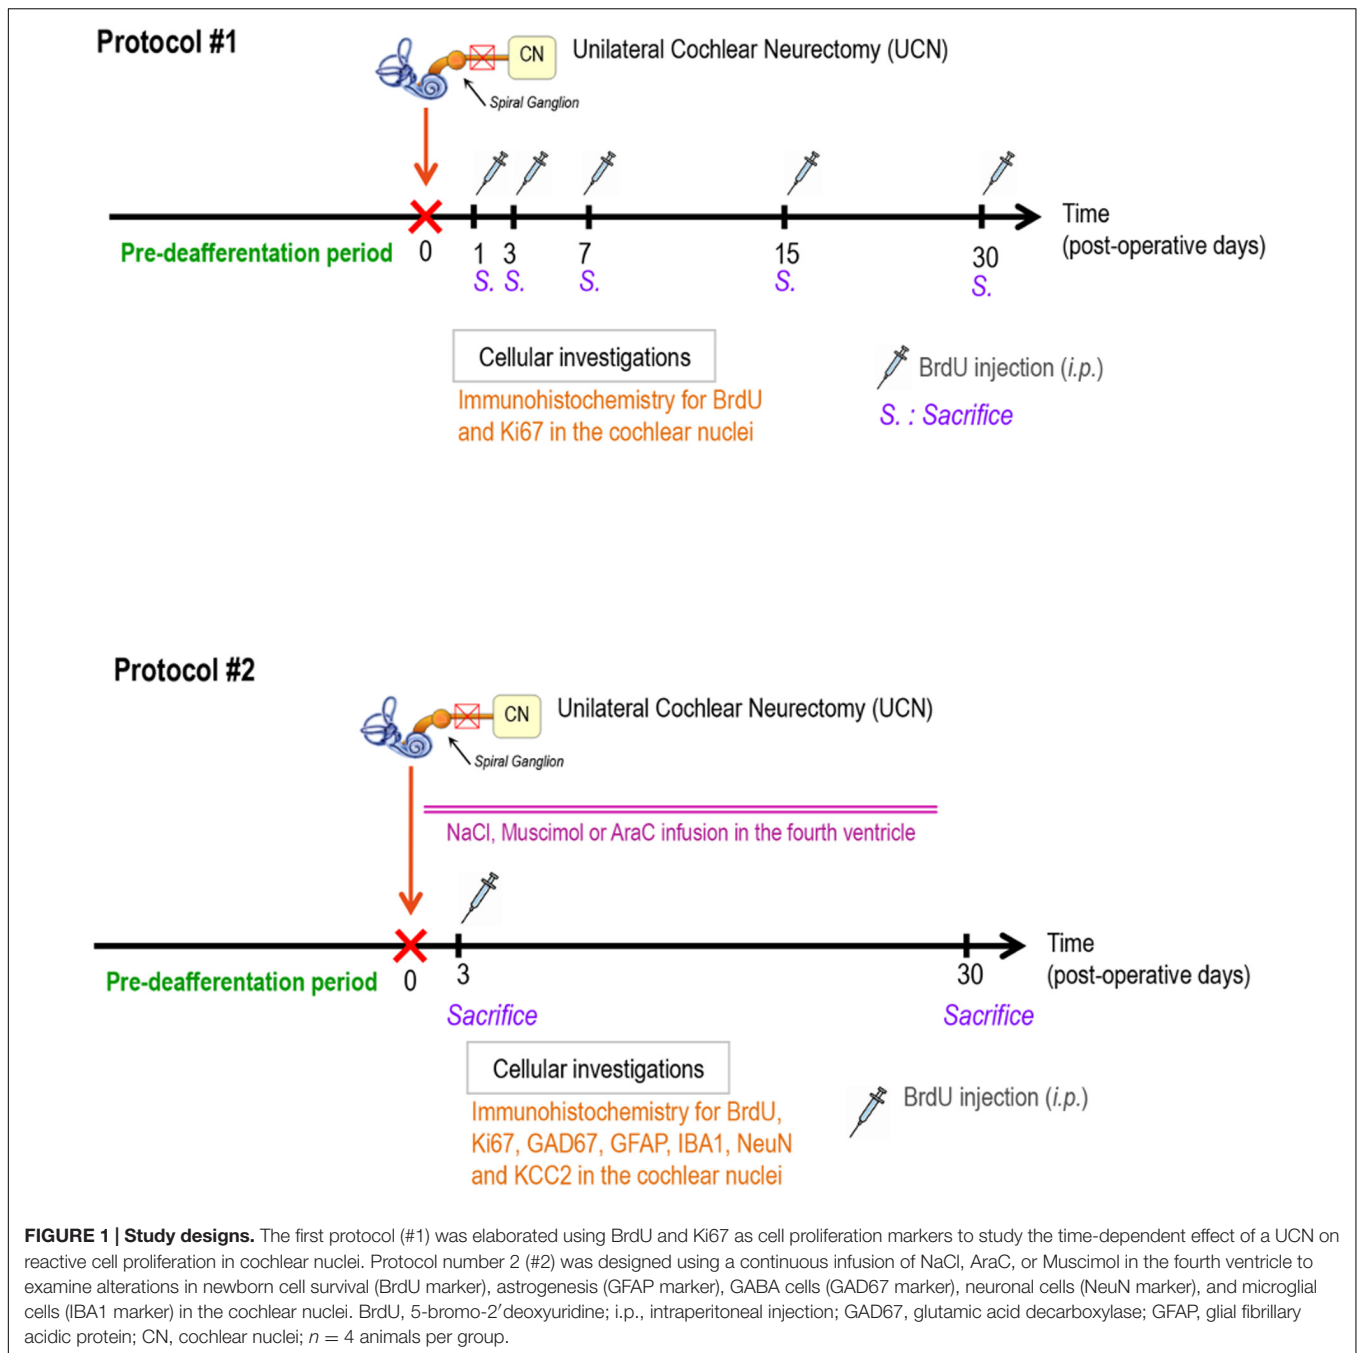 Protocol #1
CN
Unilateral Cochlear Neurectomy (UCN)
Spiral Ganglion
Time
(post-operative days)
Pre-deafferentation period
0
1
3
7
15
30
S.
S.
S.
S.
S.
Cellular investigations
Immunohistochemistry for BrdU
and Ki67 in the cochlear nuclei
BrdU injection (i.p.)
S. : Sacrifice
Protocol #2
CN
Unilateral Cochlear Neurectomy (UCN)
Spiral Ganglion
NaCl, Muscimol or AraC infusion in the fourth ventricle
Time
(post-operative days)
Pre-deafferentation period
0
3
30
Sacrifice
Sacrifice
Cellular investigations
Immunohistochemistry for BrdU,
Ki67, GAD67, GFAP, IBA1, NeuN
and KCC2 in the cochlear nuclei
BrdU injection (i.p.)
FIGURE 1 | Study designs. The first protocol (#1) was elaborated using BrdU and Ki67 as cell proliferation markers to study the time-dependent effect of a UCN on
reactive cell proliferation in cochlear nuclei. Protocol number 2 (#2) was designed using a continuous infusion of NaCl, AraC, or Muscimol in the fourth ventricle to
examine alterations in newborn cell survival (BrdU marker), astrogenesis (GFAP marker), GABA cells (GAD67 marker), neuronal cells (NeuN marker), and microglial
cells (IBA1 marker) in the cochlear nuclei. BrdU, 5-bromo-2′deoxyuridine; i.p., intraperitoneal injection; GAD67, glutamic acid decarboxylase; GFAP, glial fibrillary
acidic protein; CN, cochlear nuclei; n = 4 animals per group.